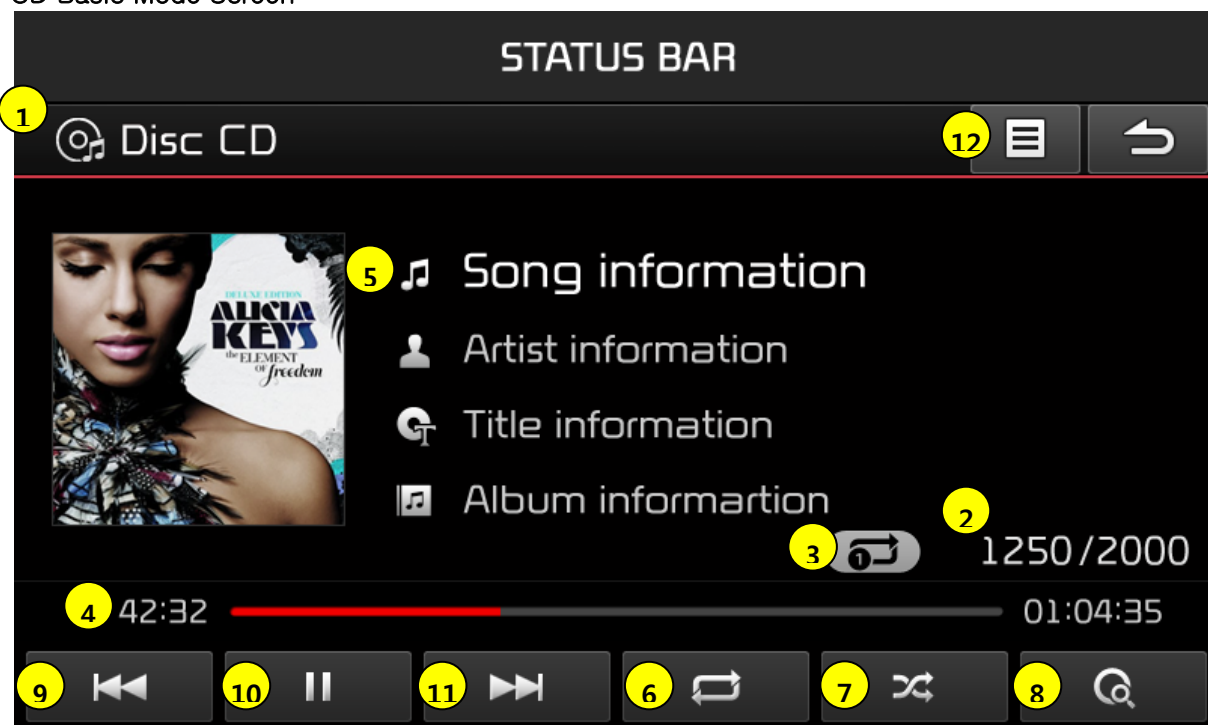 CD Basic Mode Screen
STATUS BAR
1
Disc CD
12
5
Song information
DELUXE EDITION
ALICIA
KEYS
the ELEMENT
OF freedom
Artist information
Title information
Album informartion
3
1
2
1250/2000
4
42:32
01:04:35
9
10
11
6
7
8